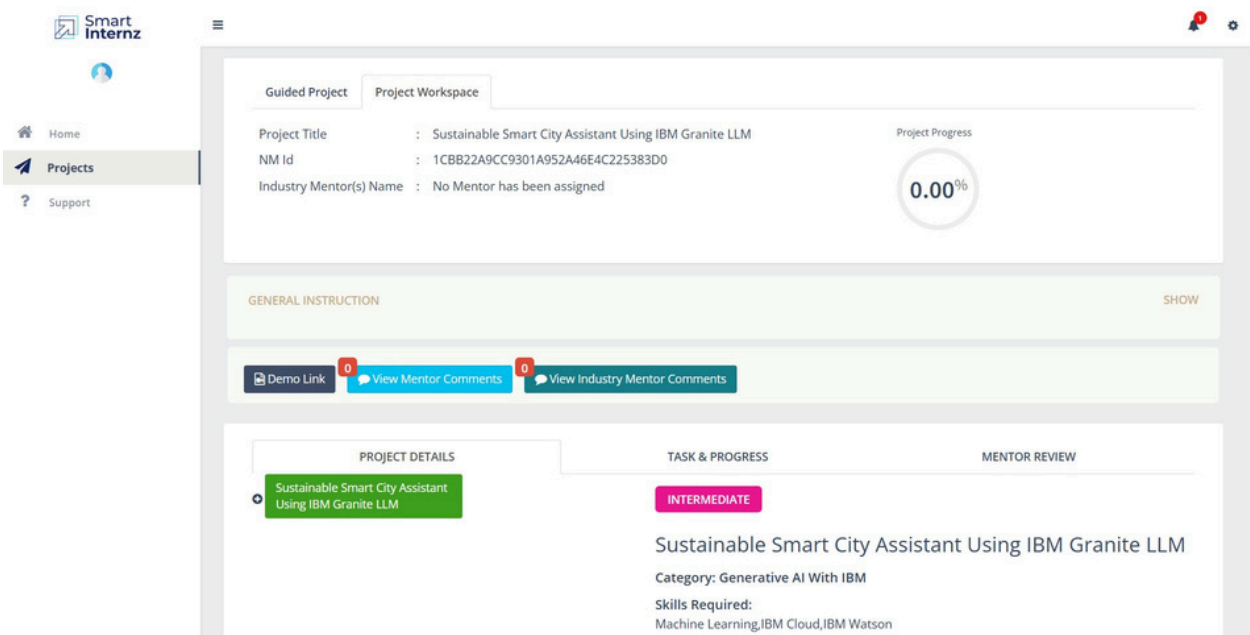 Smart
Internz
1
Home
Projects
Support
Guided Project Project Workspace
Project Title : Sustainable Smart City Assistant Using IBM Granite LLM
NM Id : 1CBB22A9CC9301A952A46E4C225383D0
Industry Mentor(s) Name : No Mentor has been assigned
Project Progress
0.00%
GENERAL INSTRUCTION SHOW
Demo Link 0 View Mentor Comments 0 View Industry Mentor Comments
PROJECT DETAILS TASK & PROGRESS MENTOR REVIEW
Sustainable Smart City Assistant
Using IBM Granite LLM
INTERMEDIATE
Sustainable Smart City Assistant Using IBM Granite LLM
Category: Generative AI With IBM
Skills Required:
Machine Learning,IBM Cloud,IBM Watson